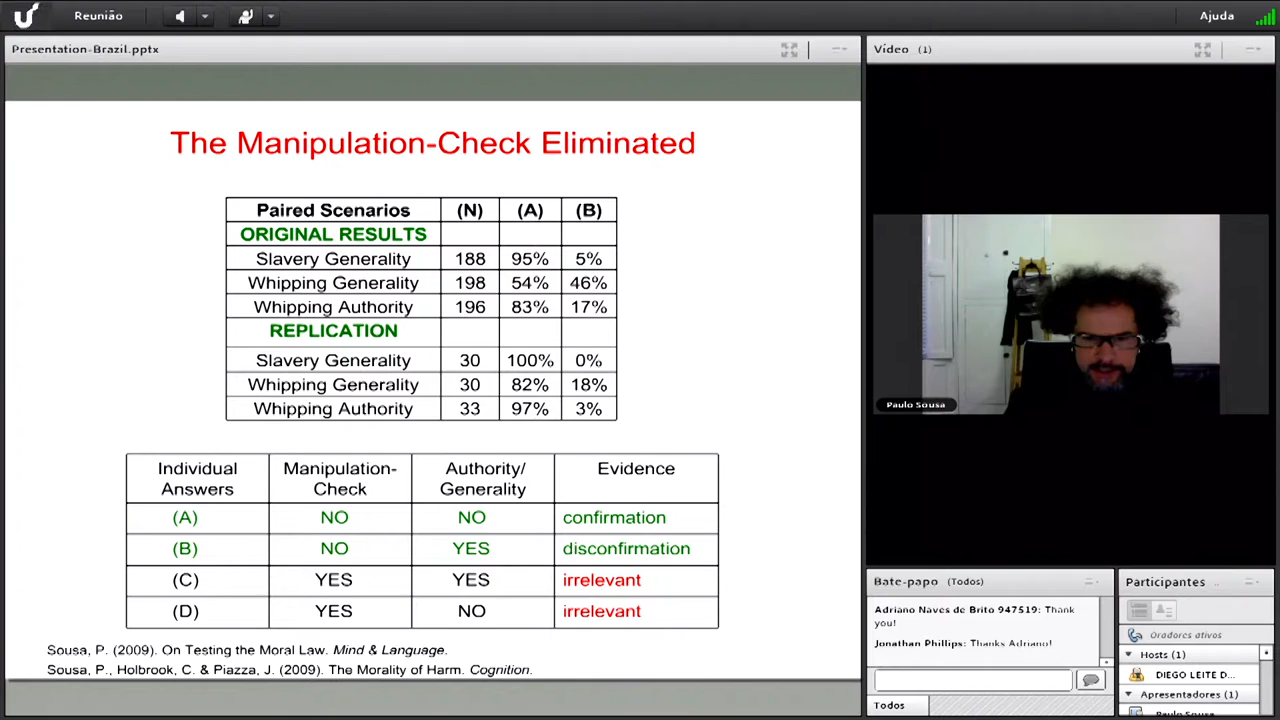 Reunião
Ajuda
Presentation-Brazil.pptx
The Manipulation-Check Eliminated
Paired Scenarios (N) (A) (B)
ORIGINAL RESULTS
Slavery Generality 188 95% 5%
Whipping Generality 198 54% 46%
Whipping Authority 196 83% 17%
REPLICATION
Slavery Generality 30 100% 0%
Whipping Generality 30 82% 18%
Whipping Authority 33 97% 3%
Individual Manipulation- Authority/ Evidence
Answers Check Generality
(A) NO NO confirmation
(B) NO YES disconfirmation
(C) YES YES irrelevant
(D) YES NO irrelevant
Sousa, P. (2009). On Testing the Moral Law. Mind & Language.
Sousa, P., Holbrook, C. & Piazza, J. (2009). The Morality of Harm. Cognition.
Vídeo (1)
Paulo Sousa
Bate-papo (Todos)
Adriano Naves de Brito 947519: Thank
you!
Jonathan Phillips: Thanks Adriano!
Todos
Participantes ..
Oradores ativos
Hosts (1)
DIEGO LEITE D...
Apresentadores (1)
Paulo Sousa